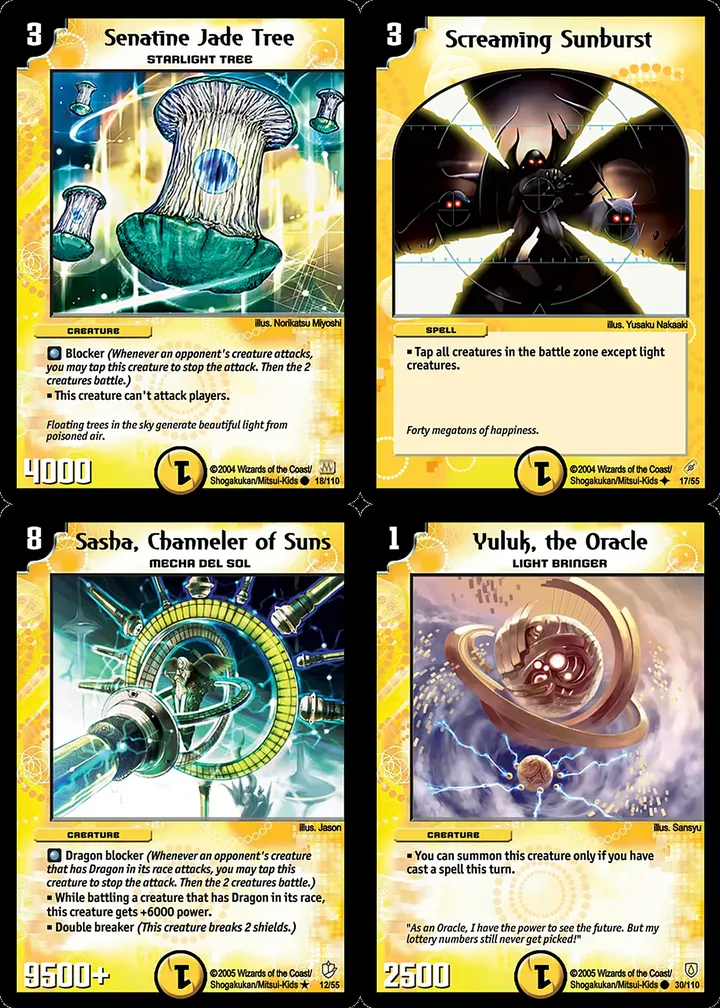 3
Senatine Jade Tree
STARLIGHT TREE
illus. Norikatsu Miyoshi
CREATURE
Blocker (Whenever an opponent's creature attacks,
you may tap this creature to stop the attack. Then the 2
creatures battle.)
▪ This creature can't attack players.
Floating trees in the sky generate beautiful light from
poisoned air.
4000
1
©2004 Wizards of the Coast/
Shogakukan/Mitsui-Kids ● 18/110
3
Screaming Sunburst
illus. Yusaku Nakaaki
SPELL
▪ Tap all creatures in the battle zone except light
creatures.
Forty megatons of happiness.
1
©2004 Wizards of the Coast/
Shogakukan/Mitsui-Kids ✦ 17/55
8
Sasha, Channeler of Suns
MECHA DEL SOL
illus. Jason
CREATURE
Dragon blocker (Whenever an opponent's creature
that has Dragon in its race attacks, you may tap this
creature to stop the attack. Then the 2 creatures battle.)
▪ While battling a creature that has Dragon in its race,
this creature gets +6000 power.
▪ Double breaker (This creature breaks 2 shields.)
9500+
1
©2005 Wizards of the Coast/
Shogakukan/Mitsui-Kids ★ 12/55
1
Yuluk, the Oracle
LIGHT BRINGER
illus. Sansyu
CREATURE
▪ You can summon this creature only if you have
cast a spell this turn.
"As an Oracle, I have the power to see the future. But my
lottery numbers still never get picked!"
2500
1
©2005 Wizards of the Coast/
Shogakukan/Mitsui-Kids ● 30/110